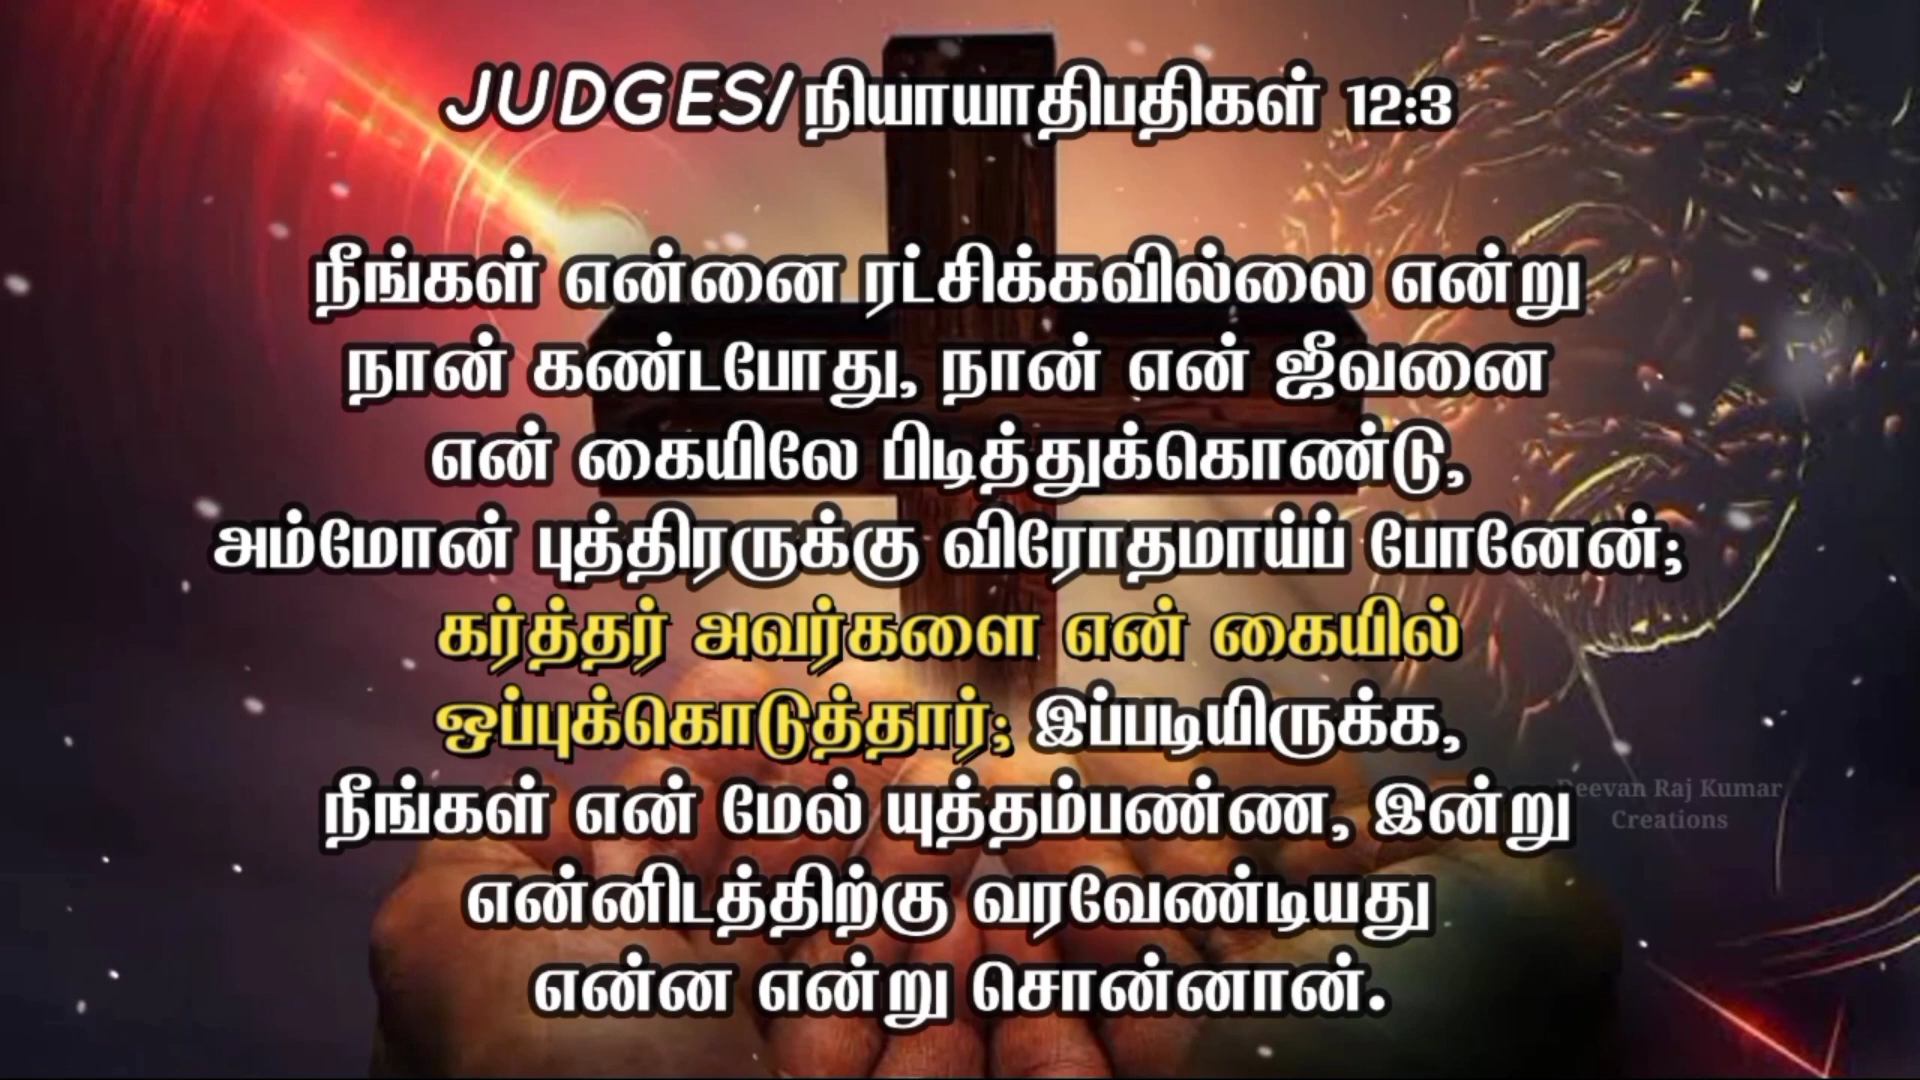 JUDGES/நியாயாதிபதிகள் 12:3
நீங்கள் என்னை ரட்சிக்கவில்லை என்று
நான் கண்டபோது, நான் என் ஜீவனை
என் கையிலே பிடித்துக்கொண்டு,
அம்மோன் புத்திரருக்கு விரோதமாய்ப் போனேன்;
கர்த்தர் அவர்களை என் கையில்
ஒப்புக்கொடுத்தார்; இப்படியிருக்க,
நீங்கள் என் மேல் யுத்தம்பண்ண, இன்று
என்னிடத்திற்கு வரவேண்டியது
என்ன என்று சொன்னான்.
Raj Kumar
Creations